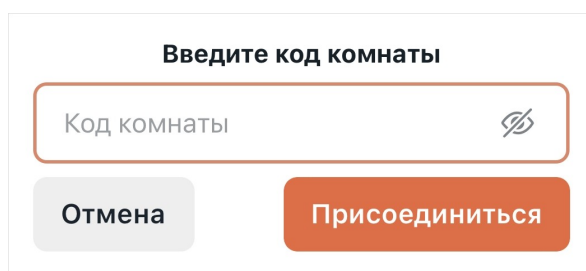 Введите код комнаты
Код комнаты
Отмена
Присоединиться